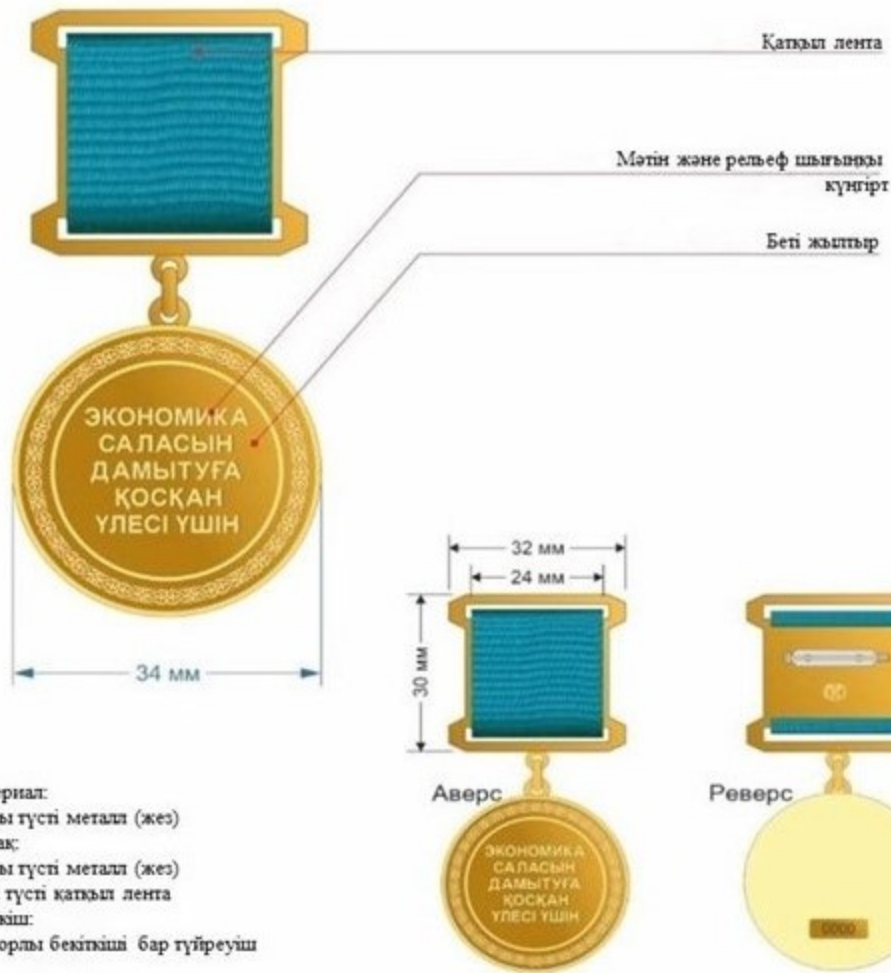 Қатқыл лента
Мәтін және рельеф шығыңқы
күңгірт
Беті жылтыр
ЭКОНОМИКА
САЛАСЫН
ДАМЫТУҒА
ҚОСҚАН
ҮЛЕСІ ҮШІН
34 мм
32 мм
24 мм
30 мм
Аверс
Реверс
ЭКОНОМИКА
САЛАСЫН
ДАМЫТУҒА
ҚОСҚАН
ҮЛЕСІ ҮШІН
0000
түсті металл (жез)
түсті металл (жез)
түсті қатқыл лента
бекіткіші бар түйреуіш